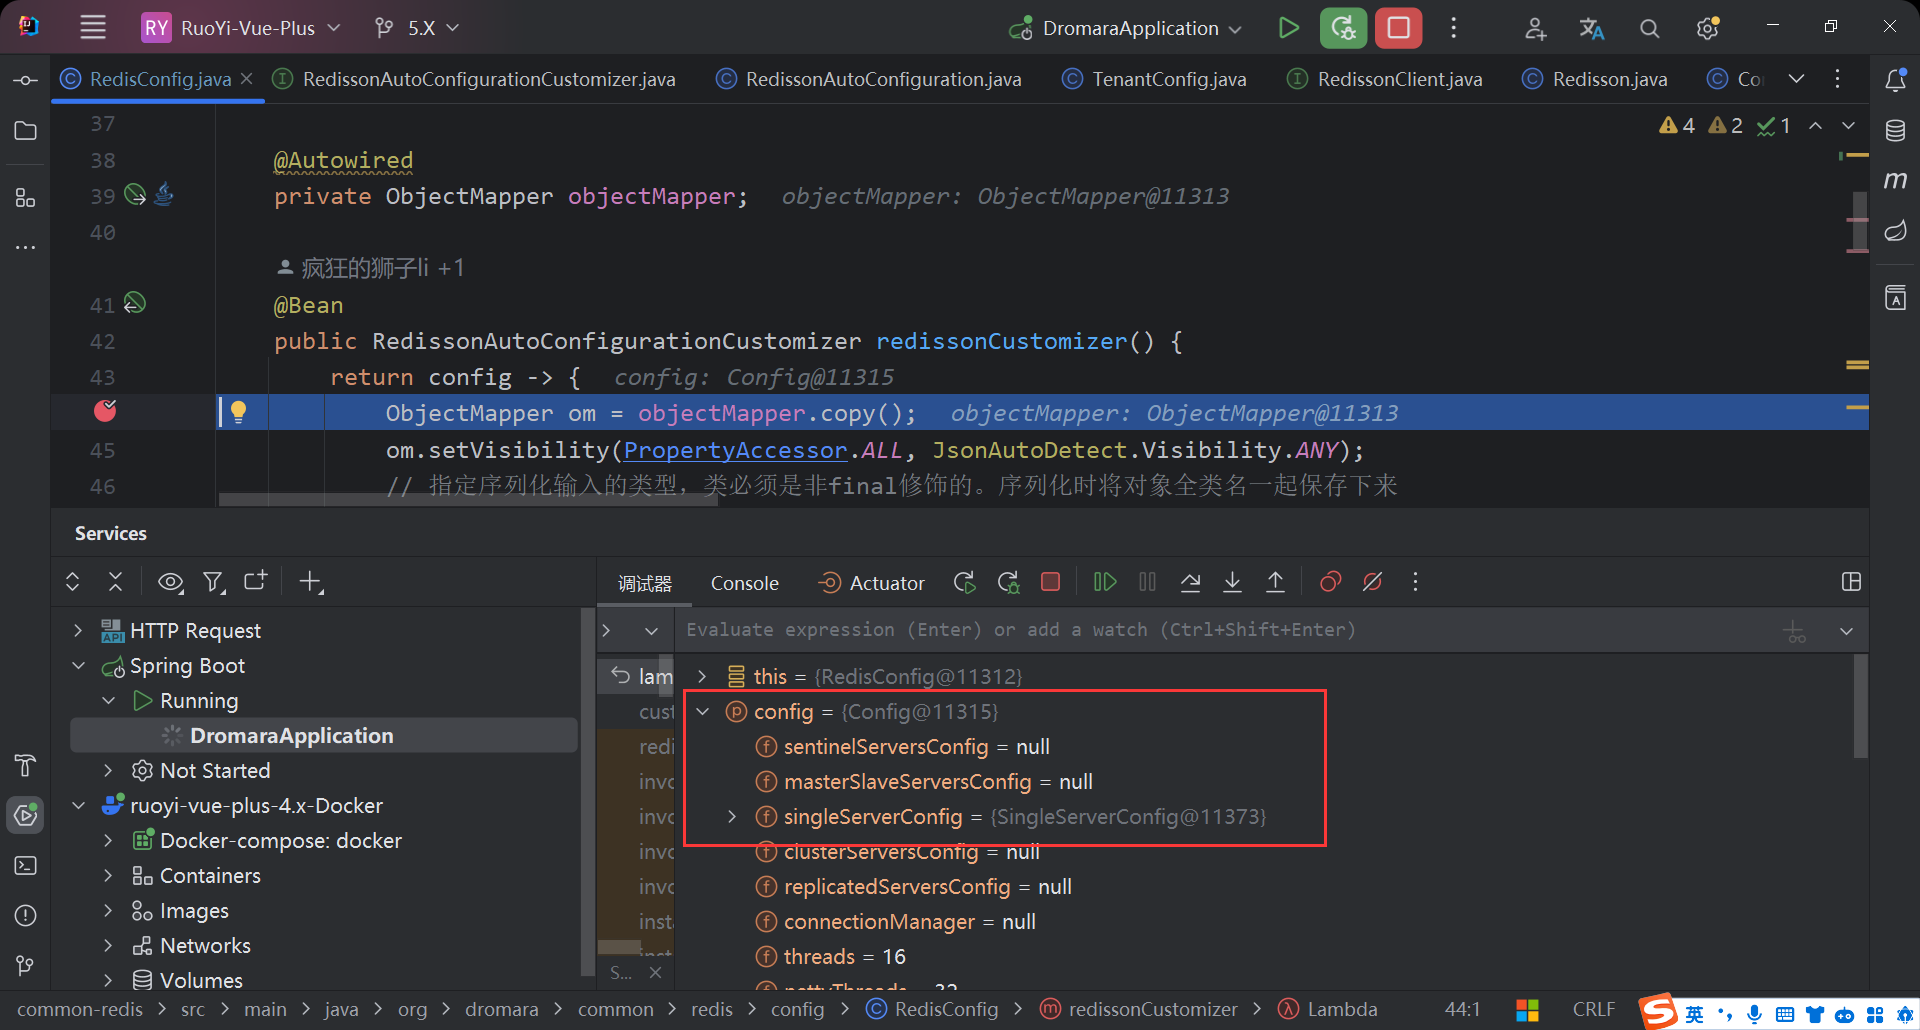 RY RuoYi-Vue-Plus 5.X DromaraApplication
RedisConfig.java RedissonAutoConfigurationCustomizer.java RedissonAutoConfiguration.java TenantConfig.java RedissonClient.java Redisson.java Co
4 2 1
37
38 @Autowired
39 private ObjectMapper objectMapper; objectMapper: ObjectMapper@11313
40
疯狂的狮子li +1
41 @Bean
42 public RedissonAutoConfigurationCustomizer redissonCustomizer() {
43 return config -> { config: Config@11315
ObjectMapper om = objectMapper.copy(); objectMapper: ObjectMapper@11313
45 om.setVisibility(PropertyAccessor.ALL, JsonAutoDetect.Visibility.ANY);
46 // 指定序列化输入的类型，类必须是非final修饰的。序列化时将对象全类名一起保存下来
Services
调试器 Console Actuator
Evaluate expression (Enter) or add a watch (Ctrl+Shift+Enter)
HTTP Request
Spring Boot
Running
DromaraApplication
Not Started
ruoyi-vue-plus-4.x-Docker
Docker-compose: docker
Containers
Images
Networks
Volumes
lam
cust
redi
invo
invo
invo
invo
inst
S...
this = {RedisConfig@11312}
config = {Config@11315}
sentinelServersConfig = null
masterSlaveServersConfig = null
singleServerConfig = {SingleServerConfig@11373}
clusterServersConfig = null
replicatedServersConfig = null
connectionManager = null
threads = 16
nettyThreads = 32
common-redis src main java org dromara common redis config RedisConfig redissonCustomizer Lambda 44:1 CRLF
英